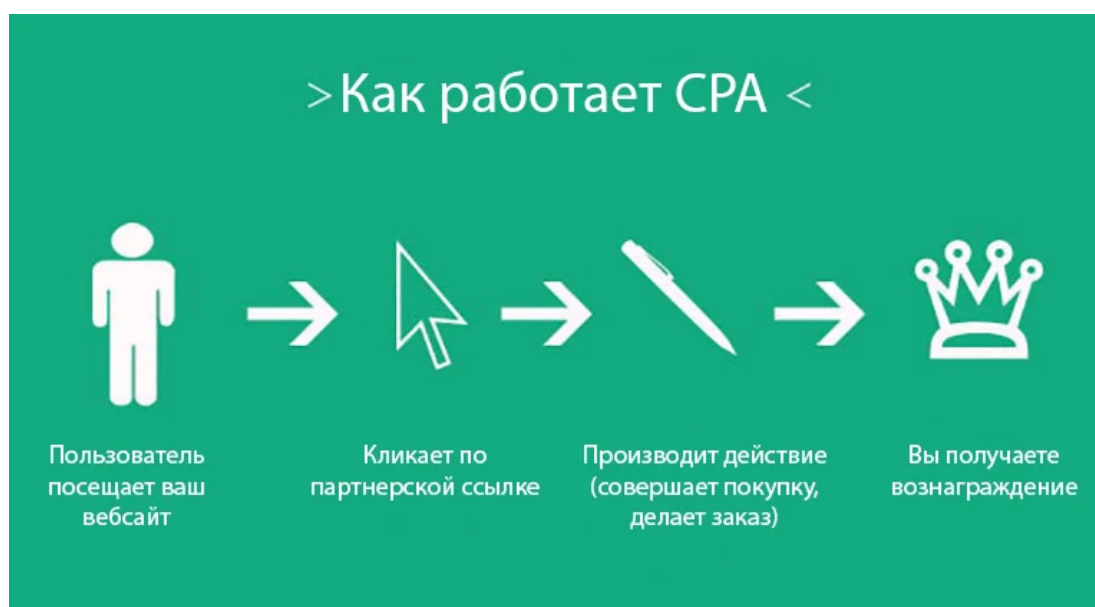 >Как работает CPA<
Пользователь
посещает ваш
вебсайт
Кликает по
партнерской ссылке
Производит действие
(совершает покупку,
делает заказ)
Вы получаете
вознаграждение